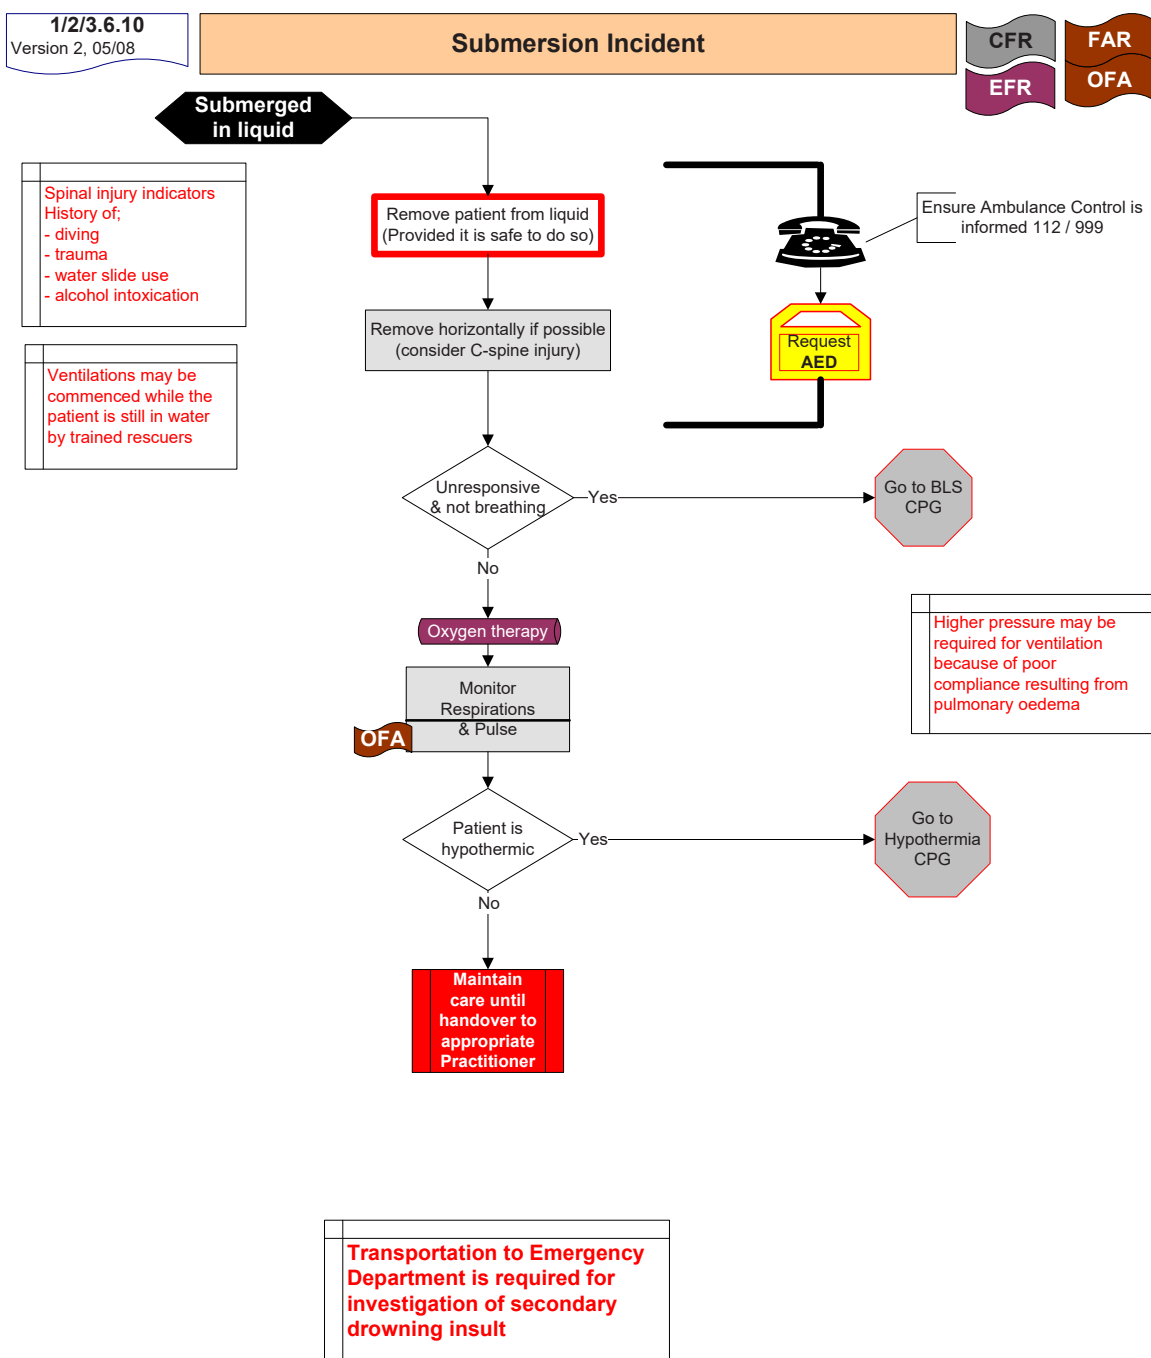 1/2/3.6.10
Version 2, 05/08
Submersion Incident
CFR
FAR
EFR
OFA
Submerged
in liquid
Spinal injury indicators
History of;
- diving
- trauma
- water slide use
- alcohol intoxication
Remove patient from liquid
(Provided it is safe to do so)
Ensure Ambulance Control is
informed 112 / 999
Remove horizontally if possible
(consider C-spine injury)
Request
AED
Ventilations may be
commenced while the
patient is still in water
by trained rescuers
Unresponsive
& not breathing
Yes
Go to BLS
CPG
No
Oxygen therapy
Higher pressure may be
required for ventilation
because of poor
compliance resulting from
pulmonary oedema
Monitor
Respirations
& Pulse
OFA
Patient is
hypothermic
Yes
Go to
Hypothermia
CPG
No
Maintain
care until
handover to
appropriate
Practitioner
Transportation to Emergency
Department is required for
investigation of secondary
drowning insult